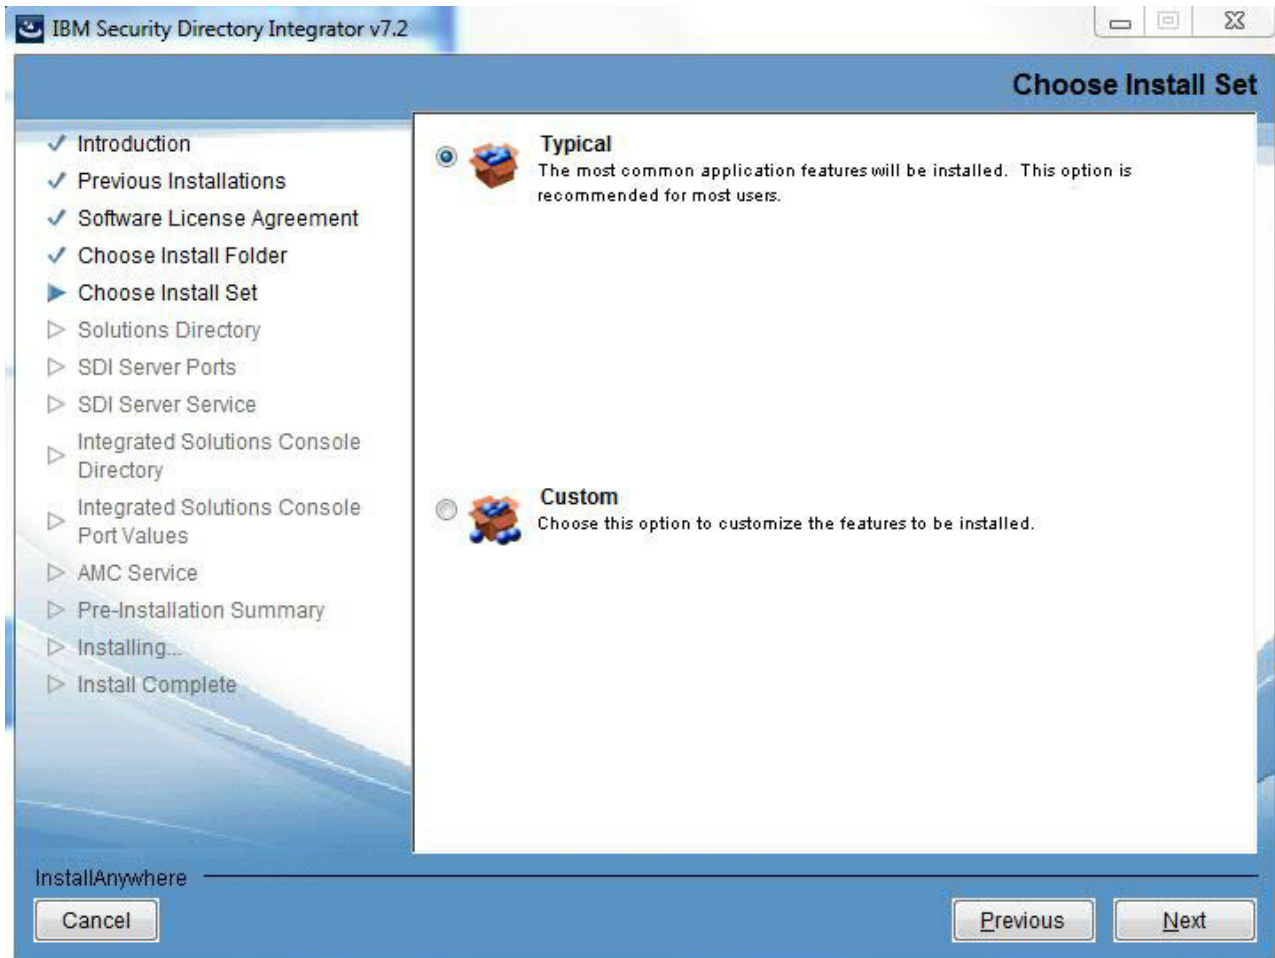 IBM Security Directory Integrator v7.2
Choose Install Set
Introduction
Previous Installations
Software License Agreement
Choose Install Folder
Choose Install Set
Solutions Directory
SDI Server Ports
SDI Server Service
Integrated Solutions Console
Directory
Integrated Solutions Console
Port Values
AMC Service
Pre-Installation Summary
Installing...
Install Complete
Typical
The most common application features will be installed. This option is
recommended for most users.
Custom
Choose this option to customize the features to be installed.
InstallAnywhere
Cancel
Previous
Next